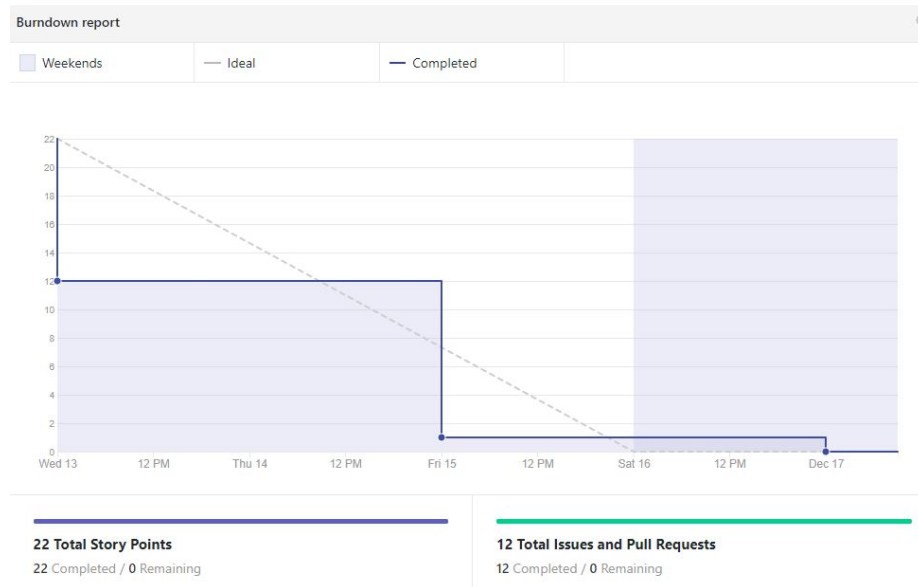 Burndown report
Weekends
Ideal
Completed
22
20
18
16
14
12
10
8
6
4
2
0
Wed 13 12 PM Thu 14 12 PM Fri 15 12 PM Sat 16 12 PM Dec 17
22 Total Story Points
22 Completed / 0 Remaining
12 Total Issues and Pull Requests
12 Completed / 0 Remaining